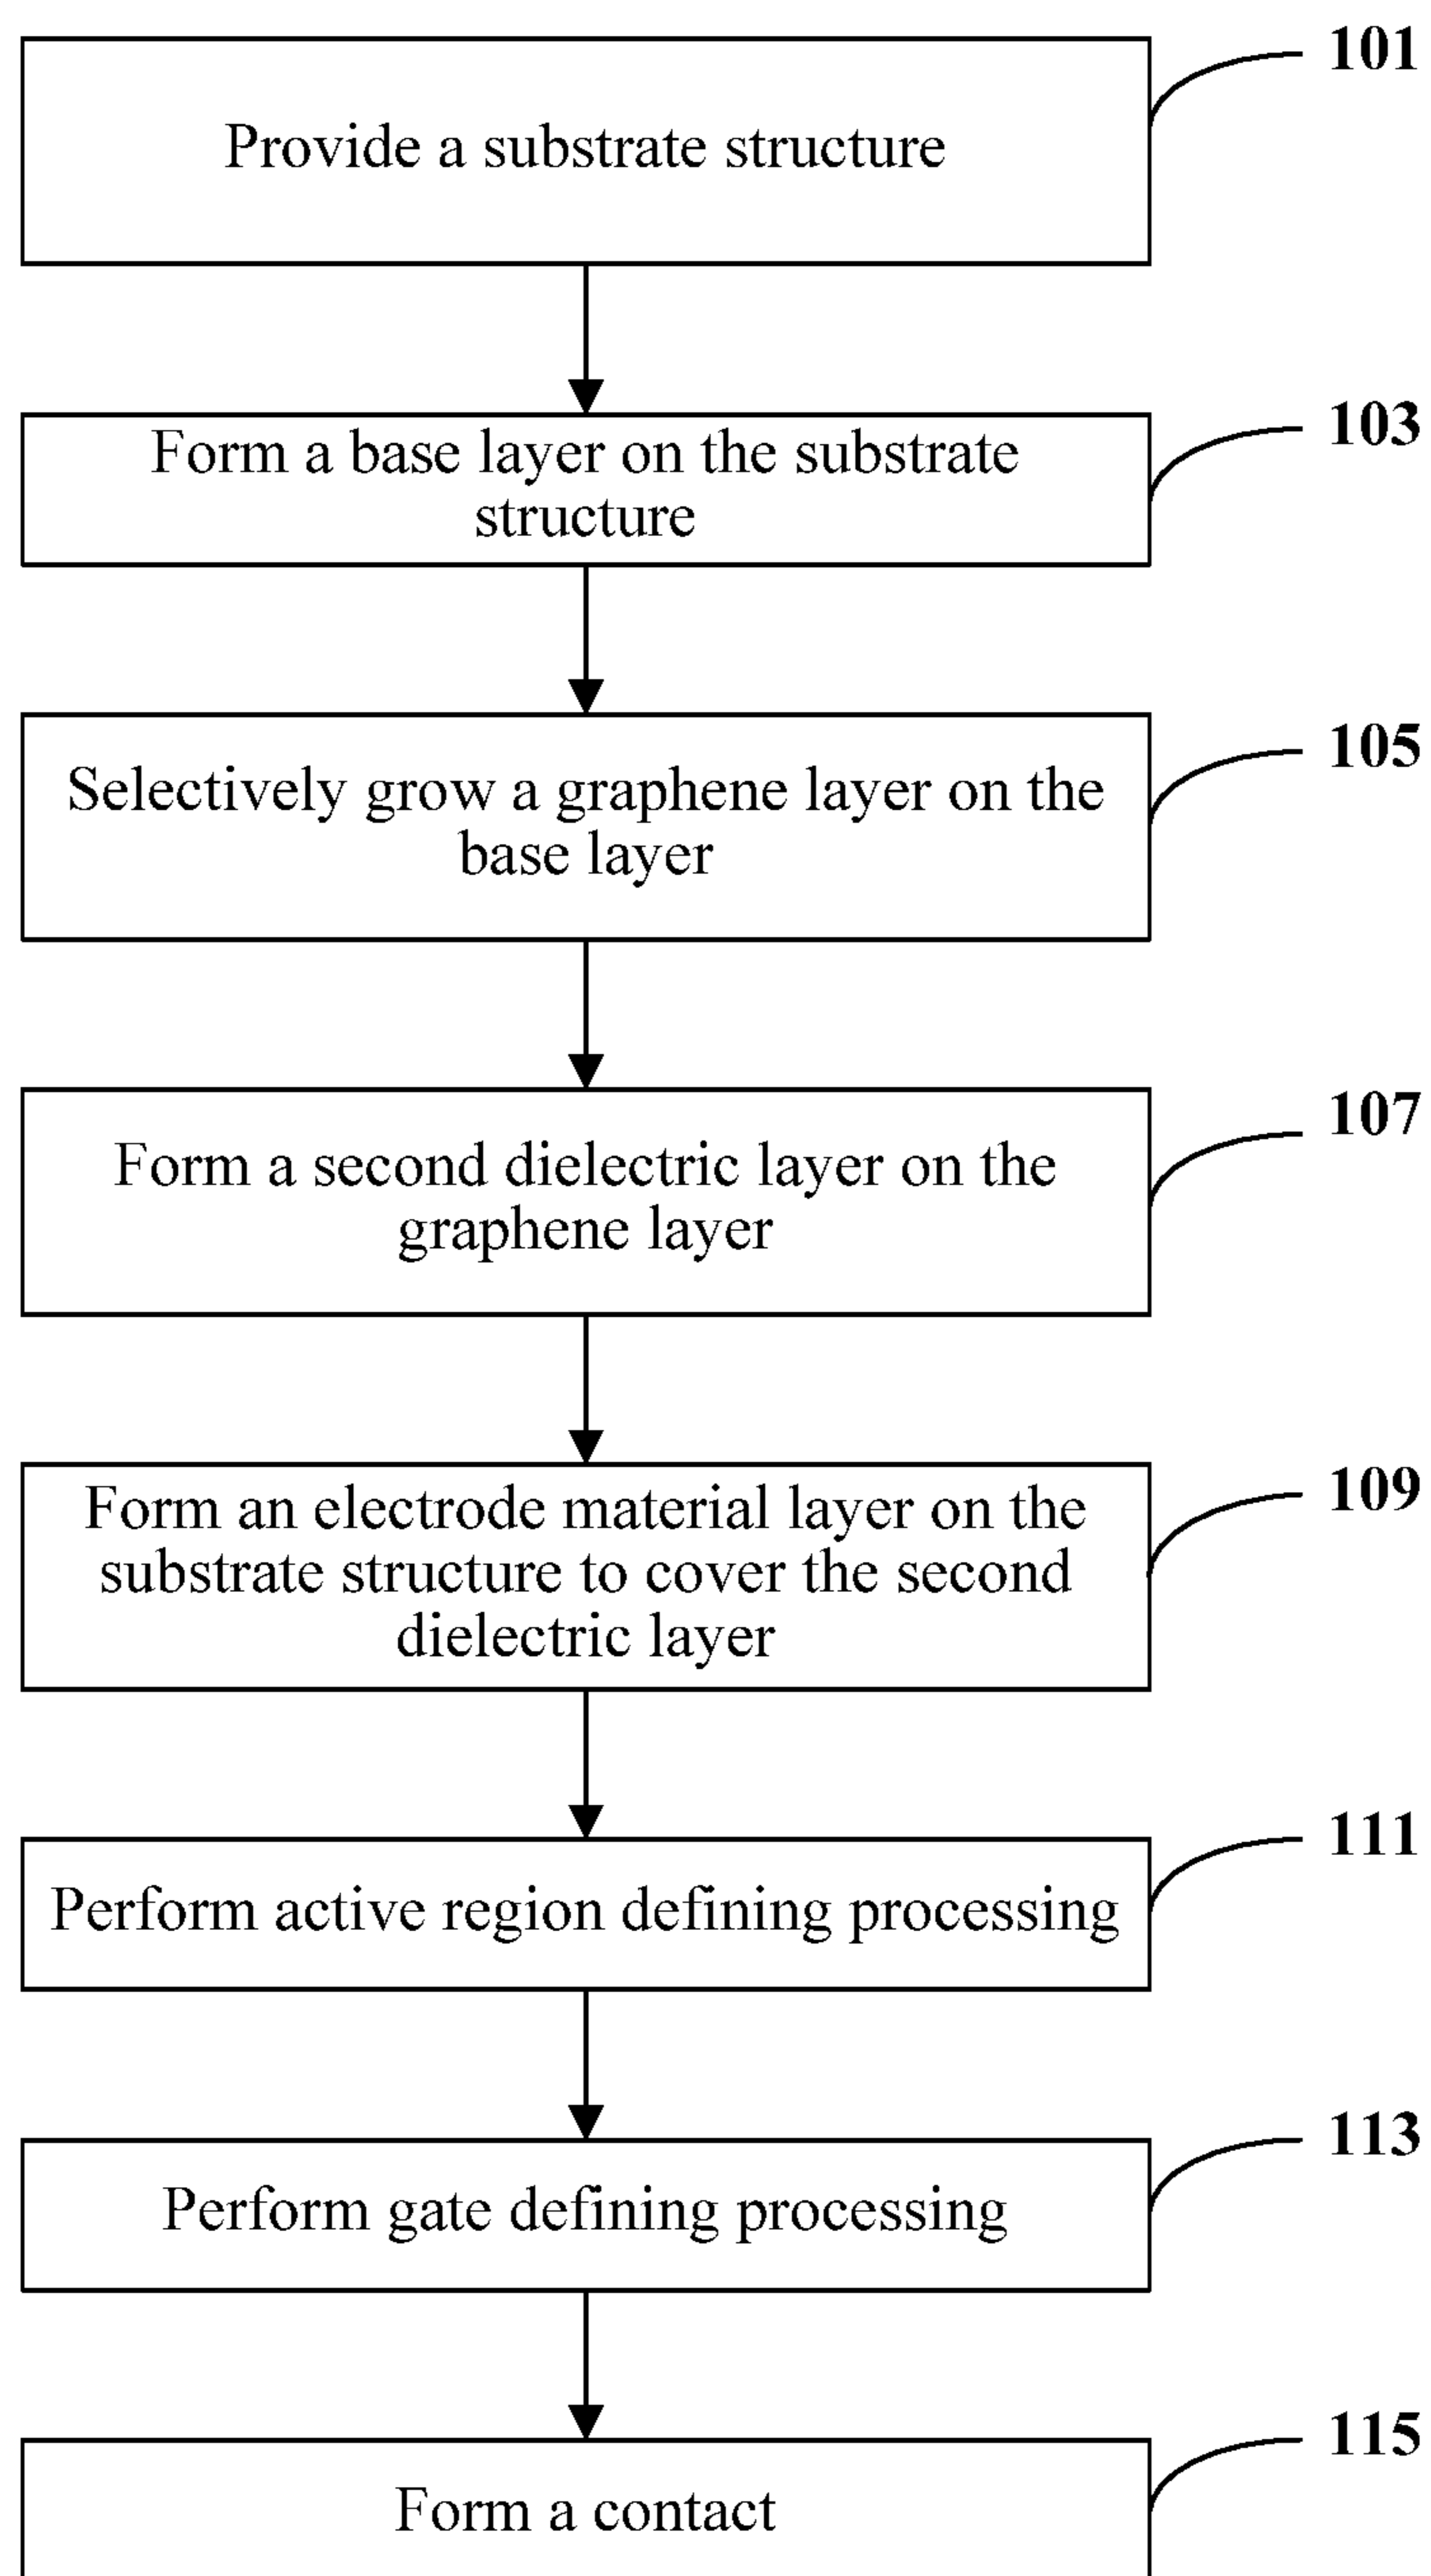 101
Provide a substrate structure
103
Form a base layer on the substrate
structure
105
Selectively grow a graphene layer on the
base layer
107
Form a second dielectric layer on the
graphene layer
109
Form an electrode material layer on the
substrate structure to cover the second
dielectric layer
111
Perform active region defining processing
113
Perform gate defining processing
115
Form a contact